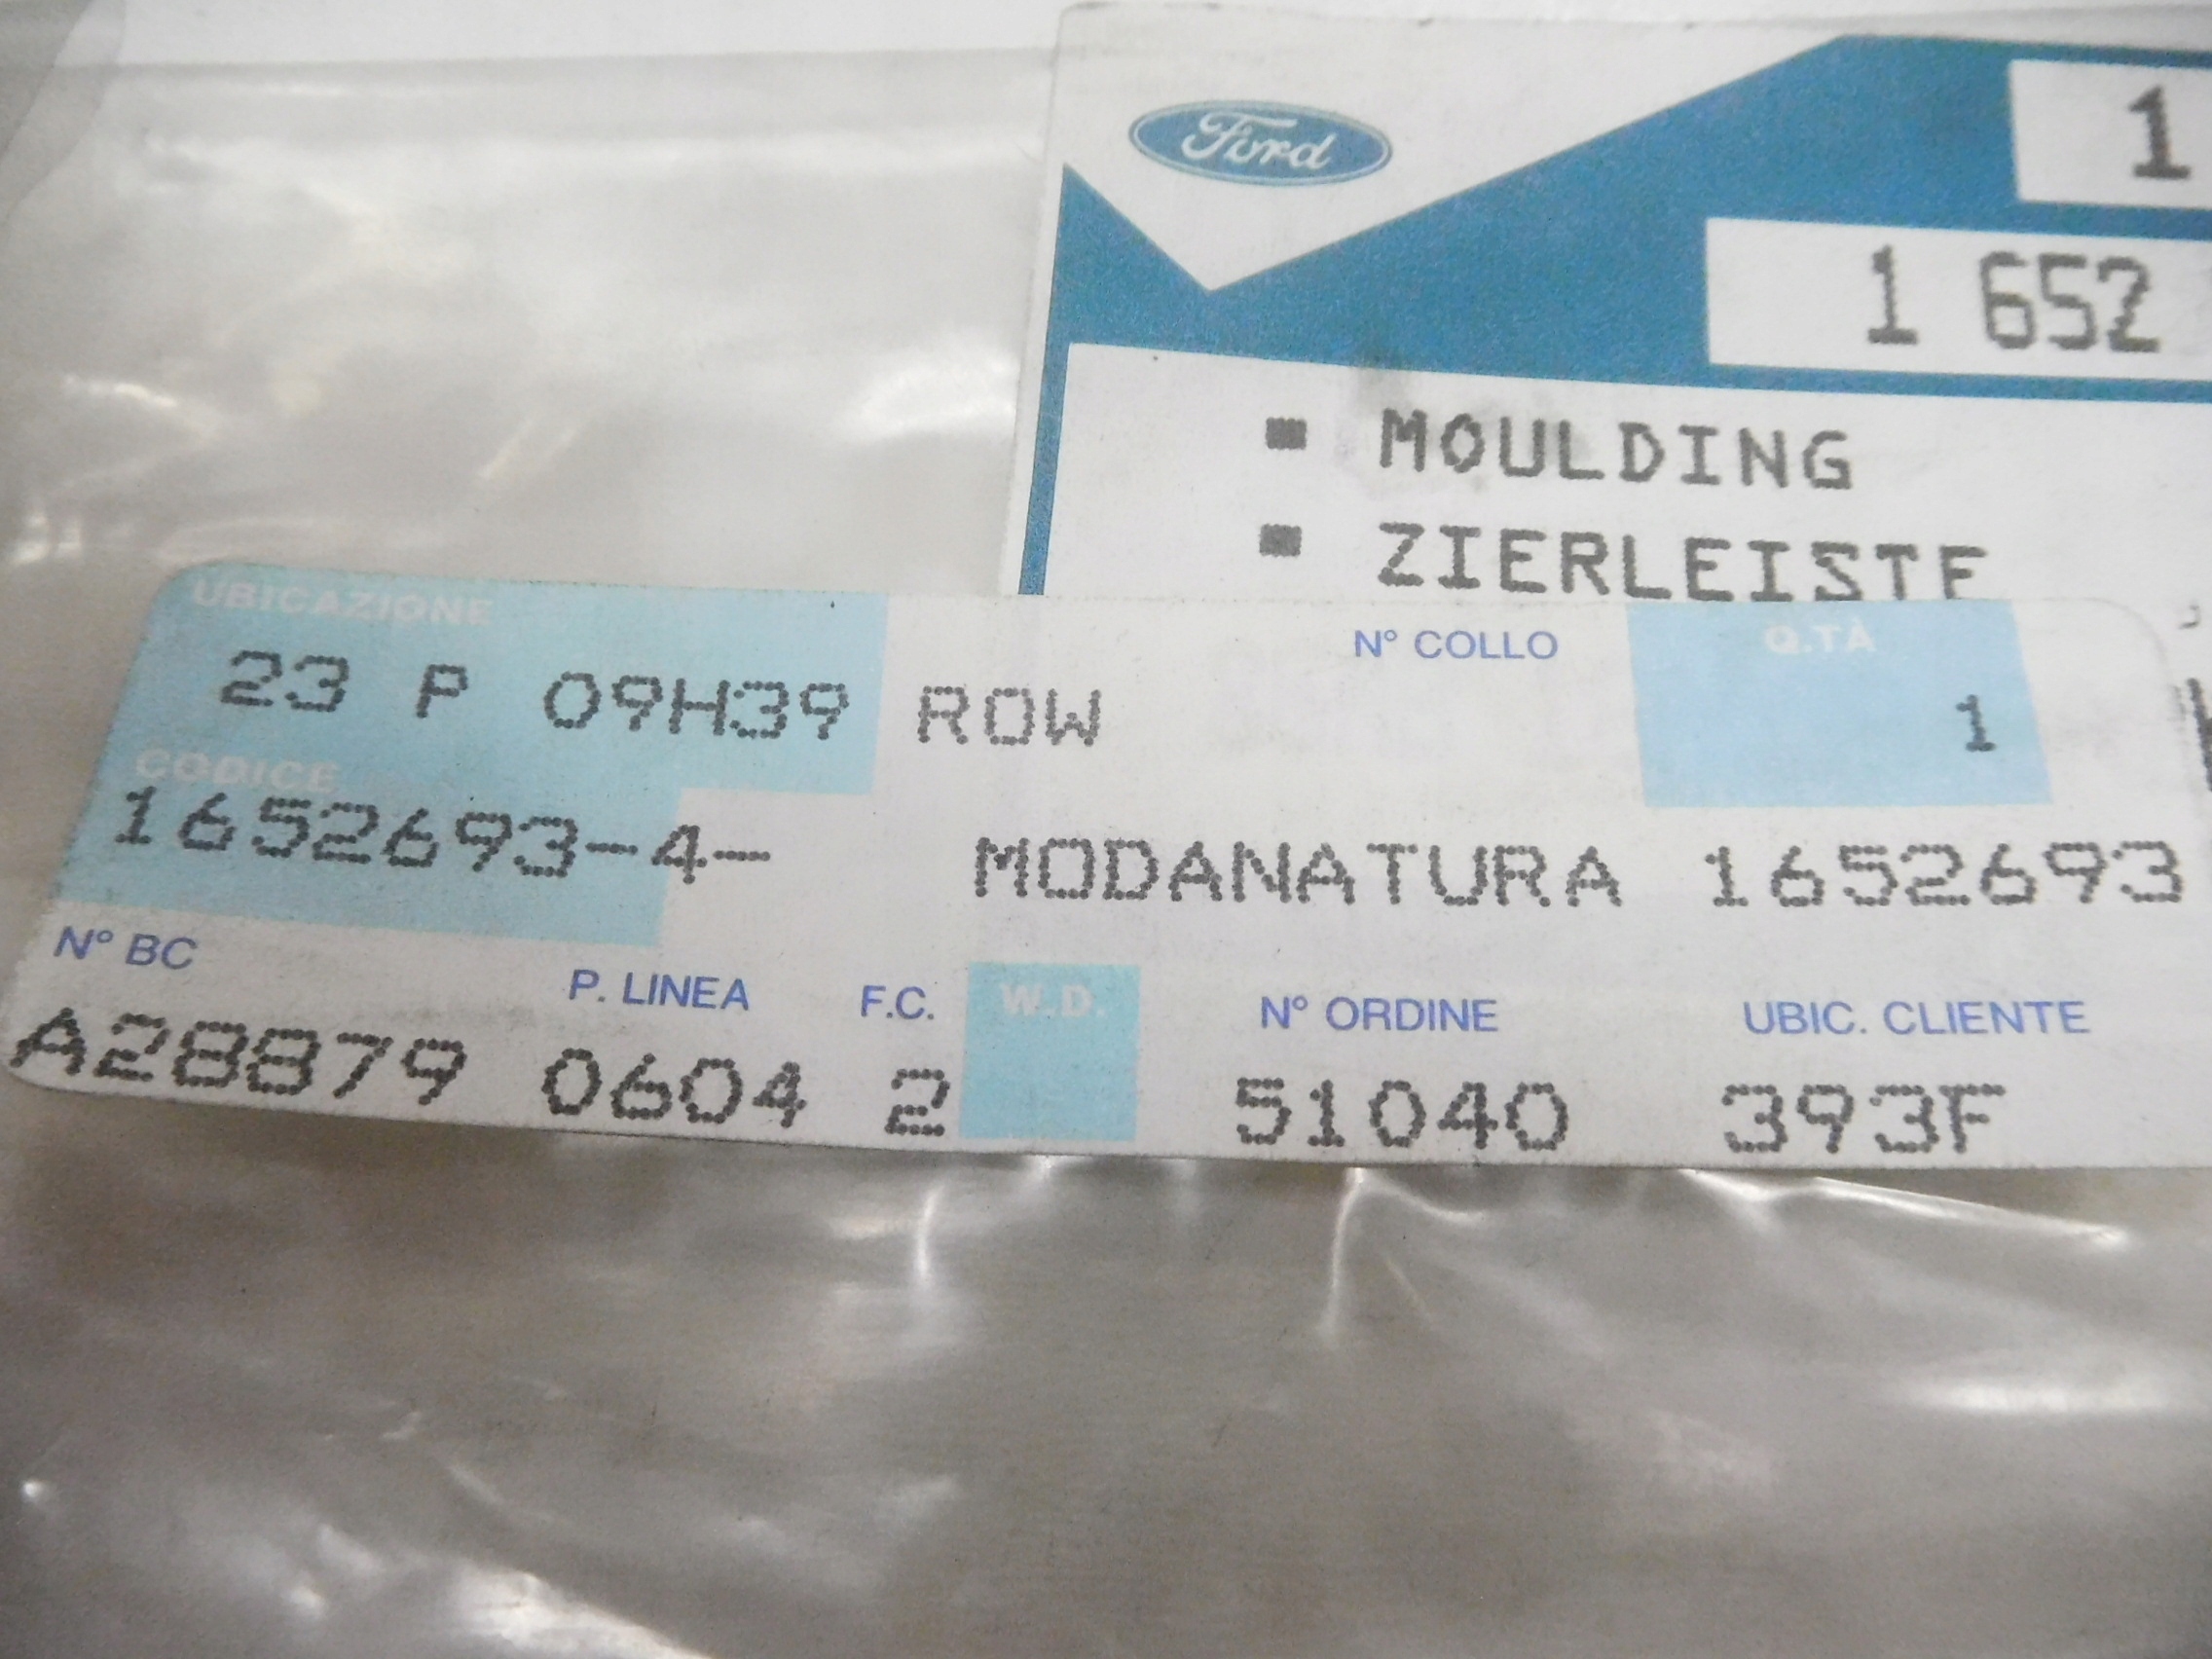 Ford
1
1 652
▪ MOULDING
▪ ZIERLEISTE
UBICAZIONE
N° COLLO
Q.TÀ
23 P 09H39 ROW
1
CODICE
1652693-4-
MODANATURA 1652693
N° BC
P. LINEA
F.C.
W.D.
N° ORDINE
UBIC. CLIENTE
A28879 0604 2
51040
393F